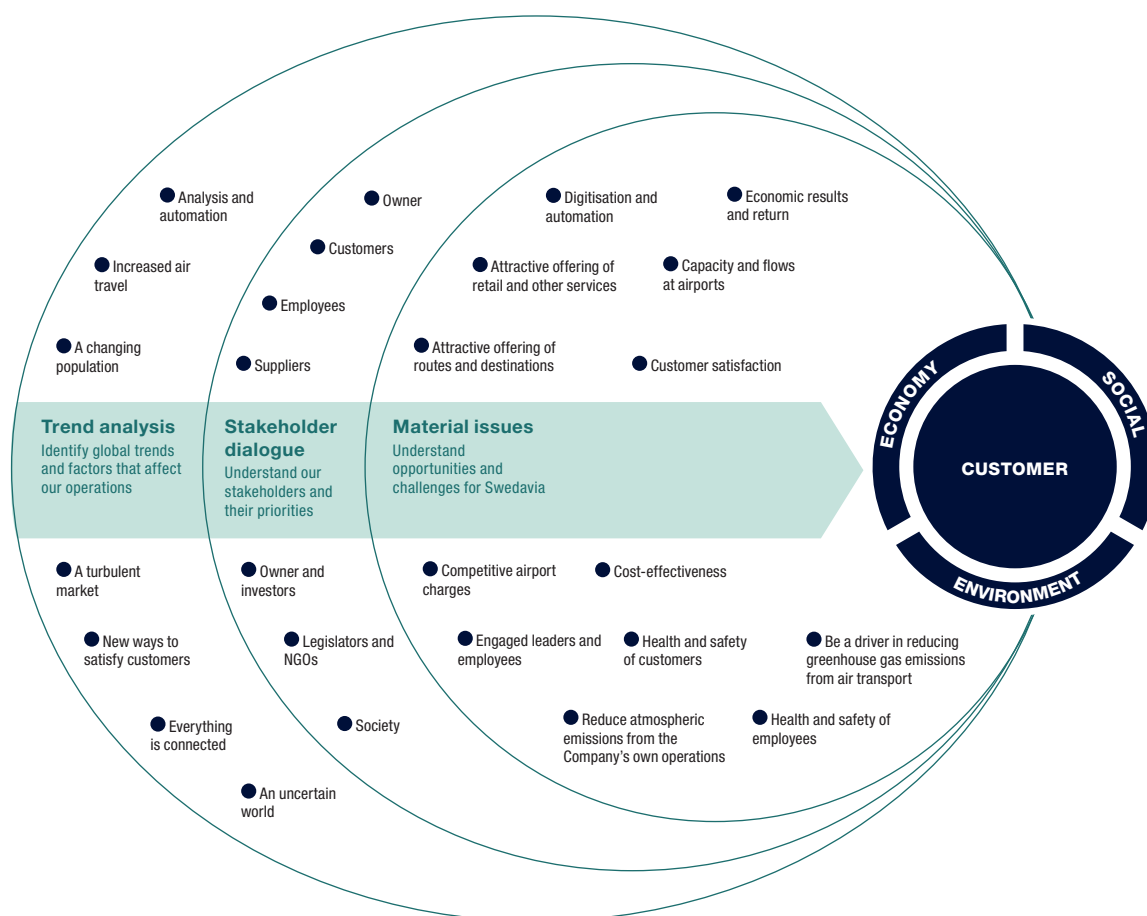 Analysis and
automation
Increased air
travel
A changing
population
Owner
Customers
Employees
Suppliers
Digitisation and
automation
Economic results
and return
Attractive offering of
retail and other services
Capacity and flows
at airports
Attractive offering of
routes and destinations
Customer satisfaction
Trend analysis
Identify global trends
and factors that affect
our operations
Stakeholder
dialogue
Understand our
stakeholders and
their priorities
Material issues
Understand
opportunities and
challenges for Swedavia
ECONOMY
SOCIAL
CUSTOMER
ENVIRONMENT
A turbulent
market
New ways to
satisfy customers
Everything
is connected
An uncertain
world
Owner and
investors
Legislators and
NGOs
Society
Competitive airport
charges
Cost-effectiveness
Engaged leaders and
employees
Health and safety
of customers
Be a driver in reducing
greenhouse gas emissions
from air transport
Reduce atmospheric
emissions from the
Company’s own operations
Health and safety of
employees